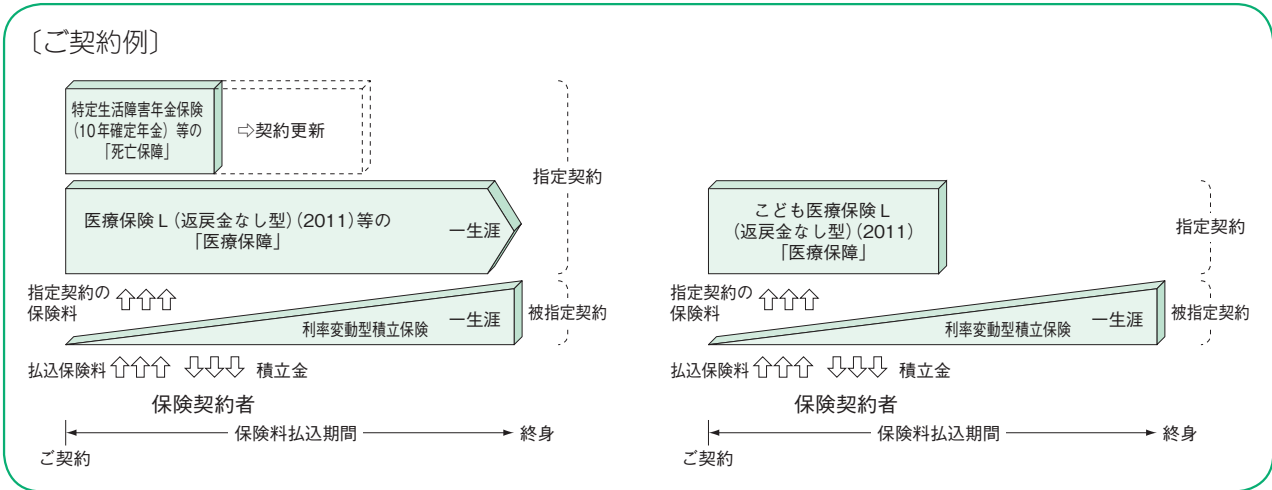 〔ご契約例〕
特定生活障害年金保険
(10年確定年金)等の
「死亡保障」
⇨契約更新
指定契約
医療保険L(返戻金なし型)(2011)等の
「医療保障」
一生涯
指定契約の
保険料
利率変動型積立保険
一生涯
被指定契約
払込保険料
積立金
保険契約者
保険料払込期間
終身
ご契約
こども医療保険L
(返戻金なし型)(2011)
「医療保障」
指定契約
指定契約の
保険料
利率変動型積立保険
一生涯
被指定契約
払込保険料
積立金
保険契約者
保険料払込期間
終身
ご契約